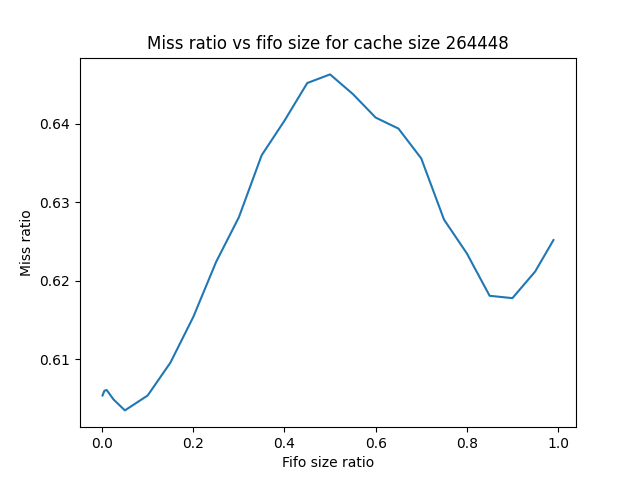 Miss ratio vs fifo size for cache size 264448
Miss ratio
0.64
0.63
0.62
0.61
0.0 0.2 0.4 0.6 0.8 1.0
Fifo size ratio